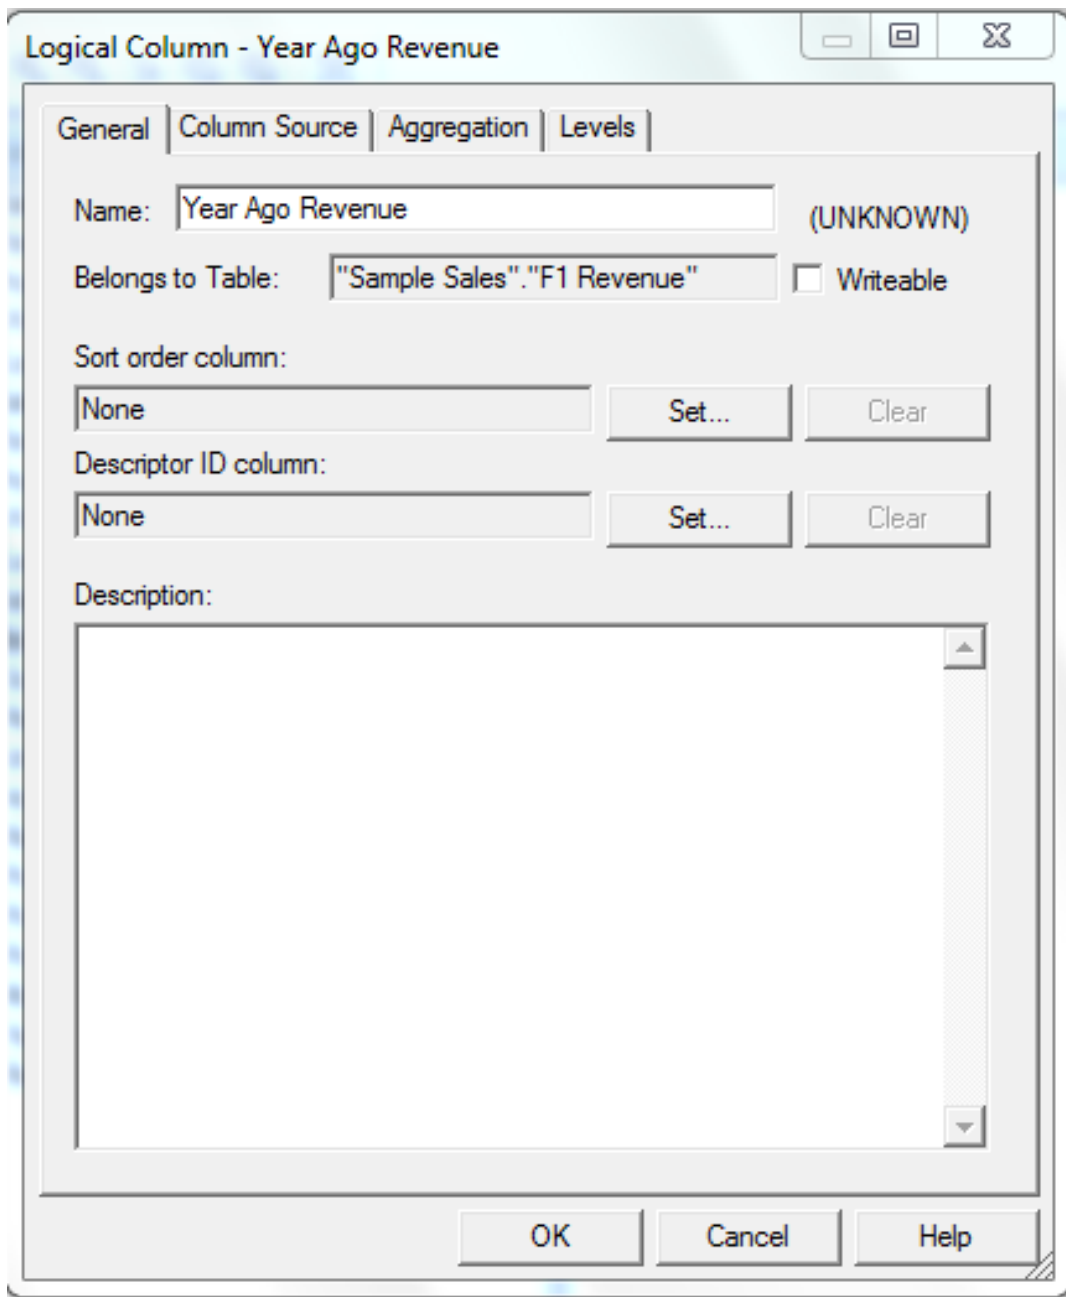 Logical Column - Year Ago Revenue
General Column Source Aggregation Levels
Name: Year Ago Revenue (UNKNOWN)
Belongs to Table: "Sample Sales"."F1 Revenue" Writeable
Sort order column:
None Set... Clear
Descriptor ID column:
None Set... Clear
Description:
OK Cancel Help